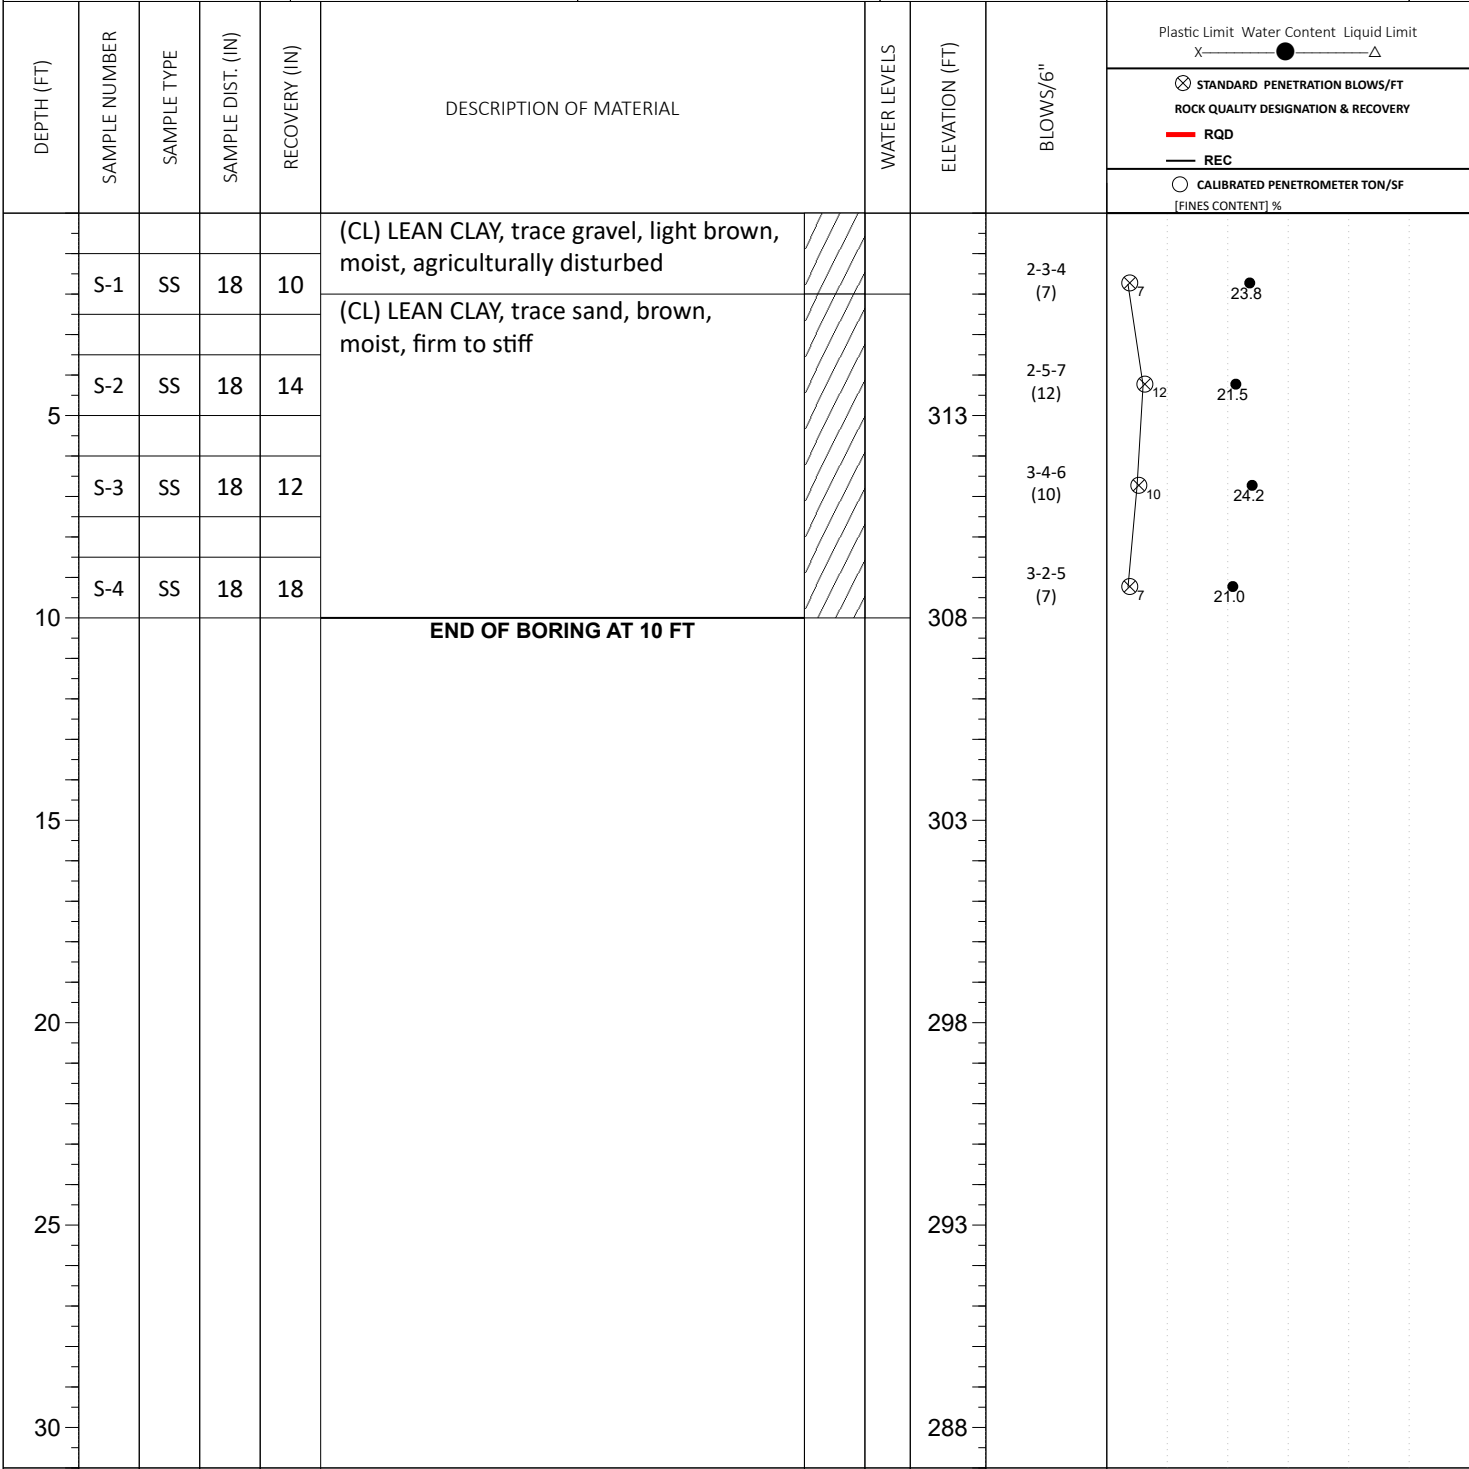 DEPTH (FT)
SAMPLE NUMBER
SAMPLE TYPE
SAMPLE DIST. (IN)
RECOVERY (IN)
DESCRIPTION OF MATERIAL
WATER LEVELS
ELEVATION (FT)
BLOWS/6"
Plastic Limit Water Content Liquid Limit
X
STANDARD PENETRATION BLOWS/FT
ROCK QUALITY DESIGNATION & RECOVERY
RQD
REC
CALIBRATED PENETROMETER TON/SF
[FINES CONTENT] %
(CL) LEAN CLAY, trace gravel, light brown,
moist, agriculturally disturbed
S-1 SS 18 10
2-3-4
(7)
7
23.8
(CL) LEAN CLAY, trace sand, brown,
moist, firm to stiff
S-2 SS 18 14
2-5-7
(12)
12
21.5
5
313
S-3 SS 18 12
3-4-6
(10)
10
24.2
S-4 SS 18 18
3-2-5
(7)
7
21.0
10
308
END OF BORING AT 10 FT
15
303
20
298
25
293
30
288